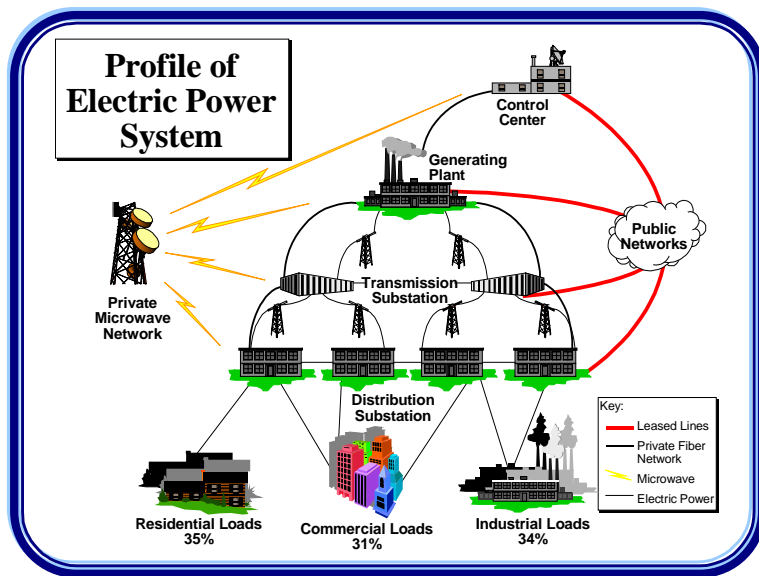 Profile of
Electric Power
System
Control
Center
Generating
Plant
Public
Networks
Transmission
Substation
Private
Microwave
Network
Distribution
Substation
Key:
Leased Lines
Private Fiber
Network
Microwave
Electric Power
Residential Loads
35%
Commercial Loads
31%
Industrial Loads
34%